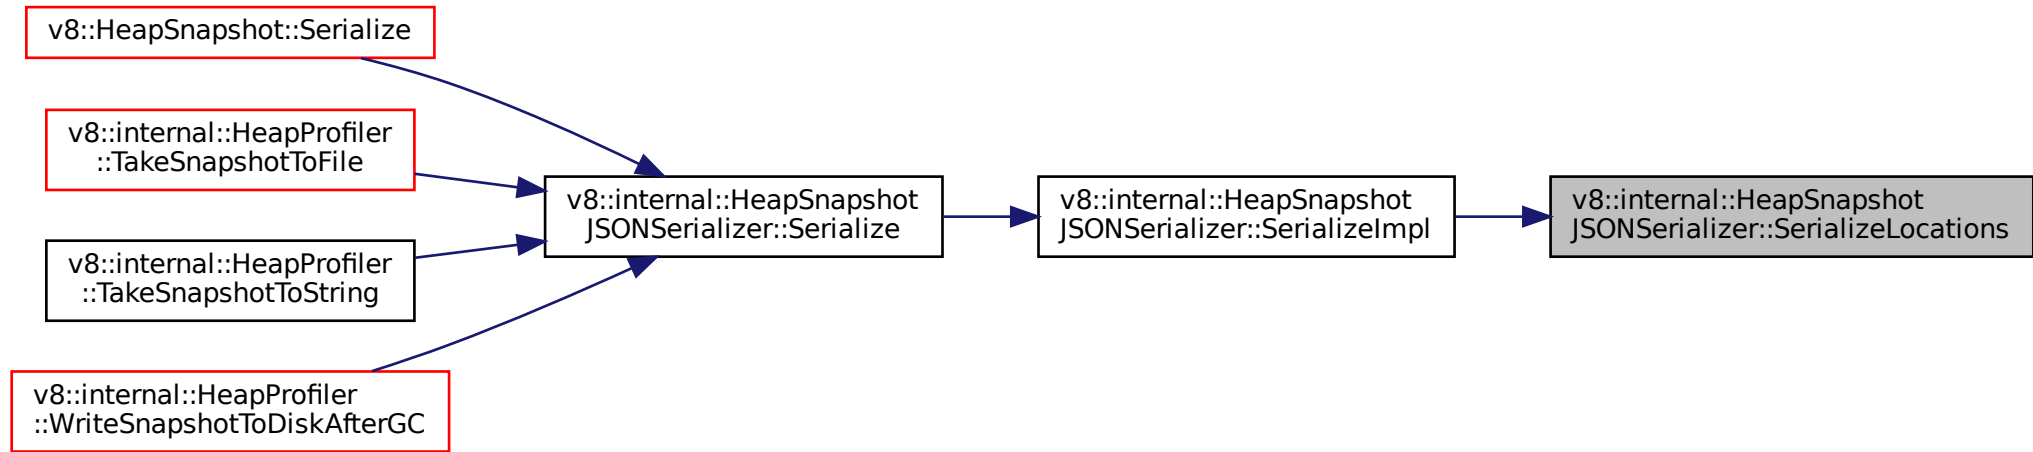 v8::HeapSnapshot::Serialize
v8::internal::HeapProfiler
::TakeSnapshotToFile
v8::internal::HeapProfiler
::TakeSnapshotToString
v8::internal::HeapProfiler
::WriteSnapshotToDiskAfterGC
v8::internal::HeapSnapshot
JSONSerializer::Serialize
v8::internal::HeapSnapshot
JSONSerializer::SerializeImpl
v8::internal::HeapSnapshot
JSONSerializer::SerializeLocations